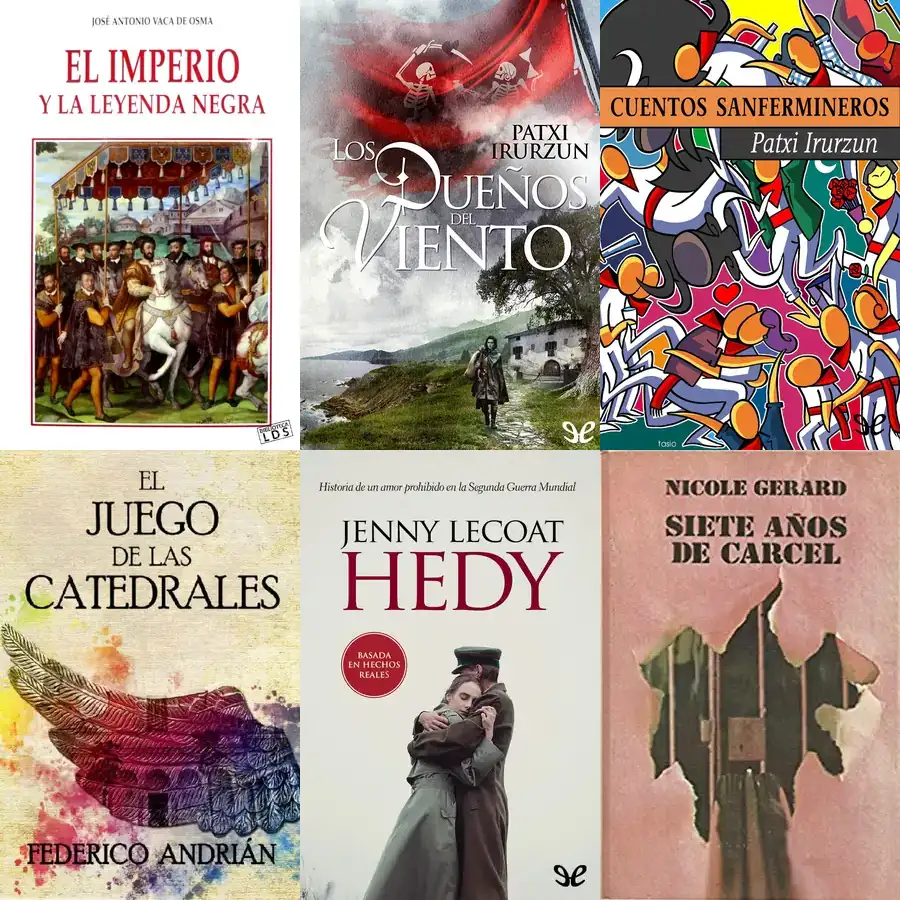 JOSÉ ANTONIO VACA DE OSMA
EL IMPERIO
Y LA LEYENDA NEGRA
BIBLIOTECA
LDS
PATXI
IRURZUN
LOS
DUEÑOS
DEL
VIENTO
CUENTOS SANFERMINEROS
Patxi Irurzun
tasio
EL
JUEGO
DE LAS
CATEDRALES
FEDERICO ANDRIÁN
Historia de un amor prohibido en la Segunda Guerra Mundial
JENNY LECOAT
HEDY
BASADA
EN HECHOS
REALES
NICOLE GERARD
SIETE AÑOS
DE CARCEL